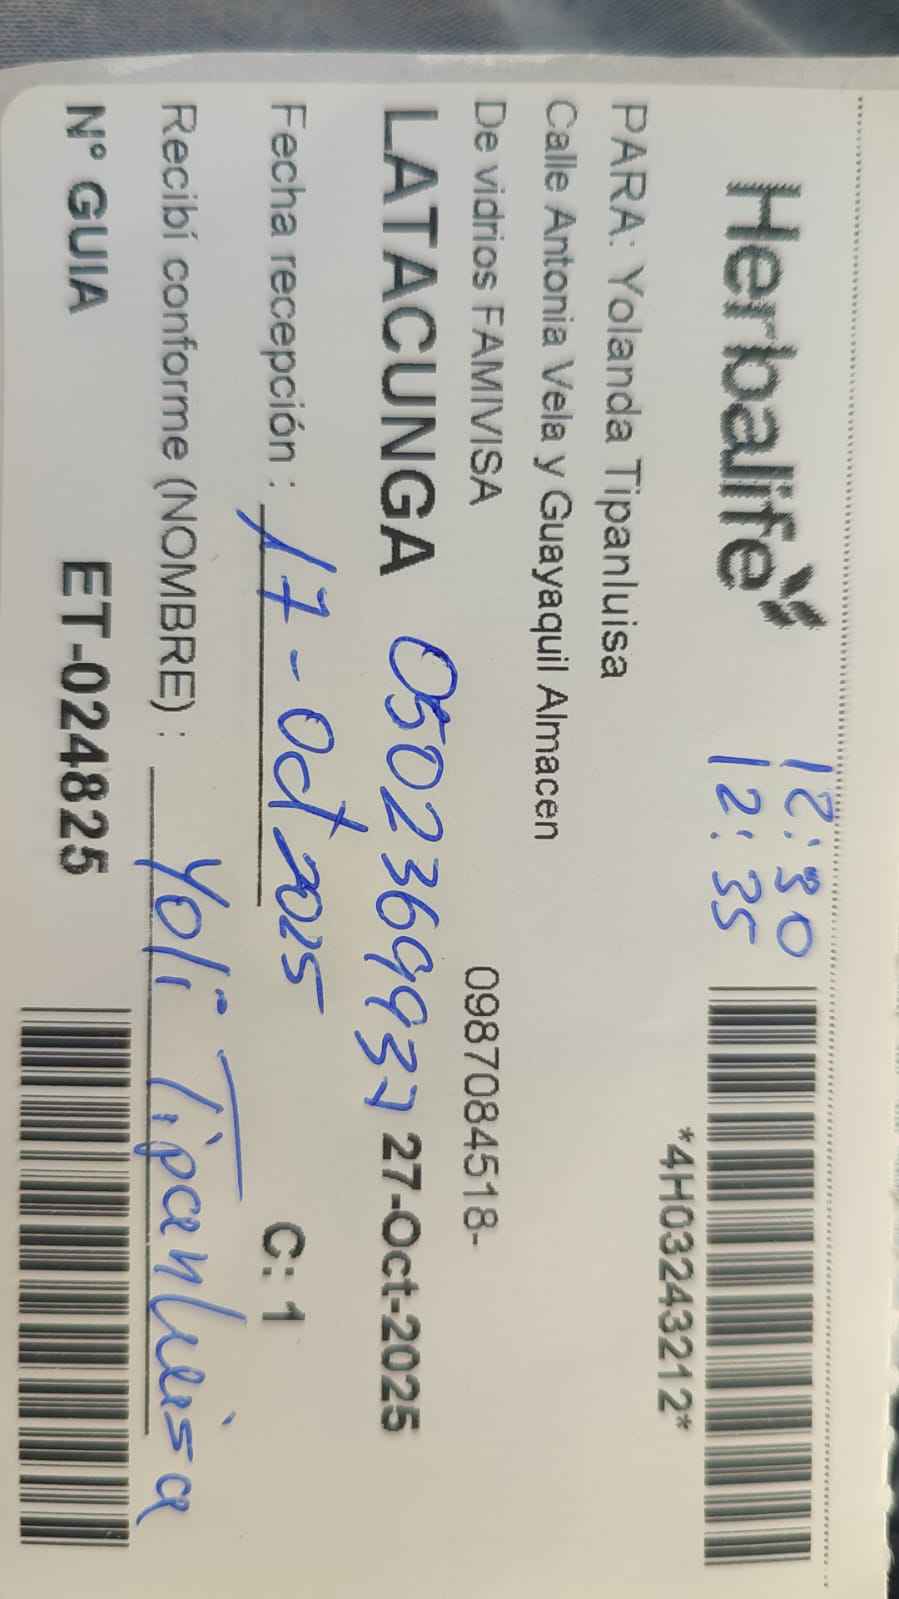 Herbalife
12:30
12:35
*4H03243212*
PARA: Yolanda Tipanluisa
Calle Antonia Vela y Guayaquil Almacen
De vidrios FAMIVISA 0987084518-
LATACUNGA 27-Oct-2025
Fecha recepción : 17-Oct 2025 C: 1
Recibí conforme (NOMBRE) : Yoli Tipanluisa
N° GUIA ET-024825